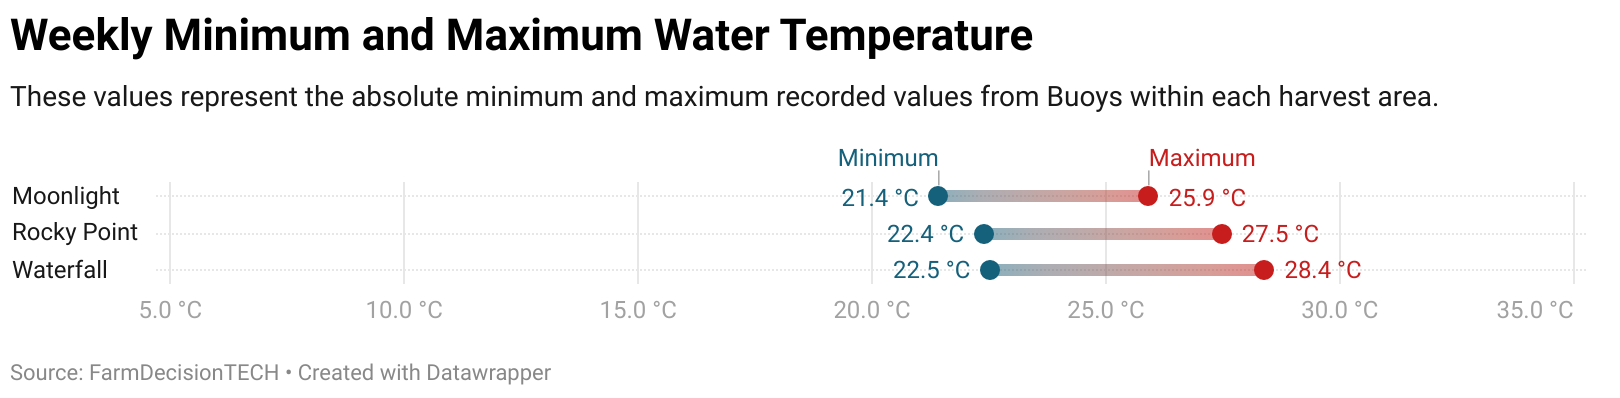 Weekly Minimum and Maximum Water Temperature
These values represent the absolute minimum and maximum recorded values from Buoys within each harvest area.
Minimum Maximum
Moonlight 21.4 °C 25.9 °C
Rocky Point 22.4 °C 27.5 °C
Waterfall 22.5 °C 28.4 °C
5.0 °C 10.0 °C 15.0 °C 20.0 °C 25.0 °C 30.0 °C 35.0 °C
Source: FarmDecisionTECH • Created with Datawrapper